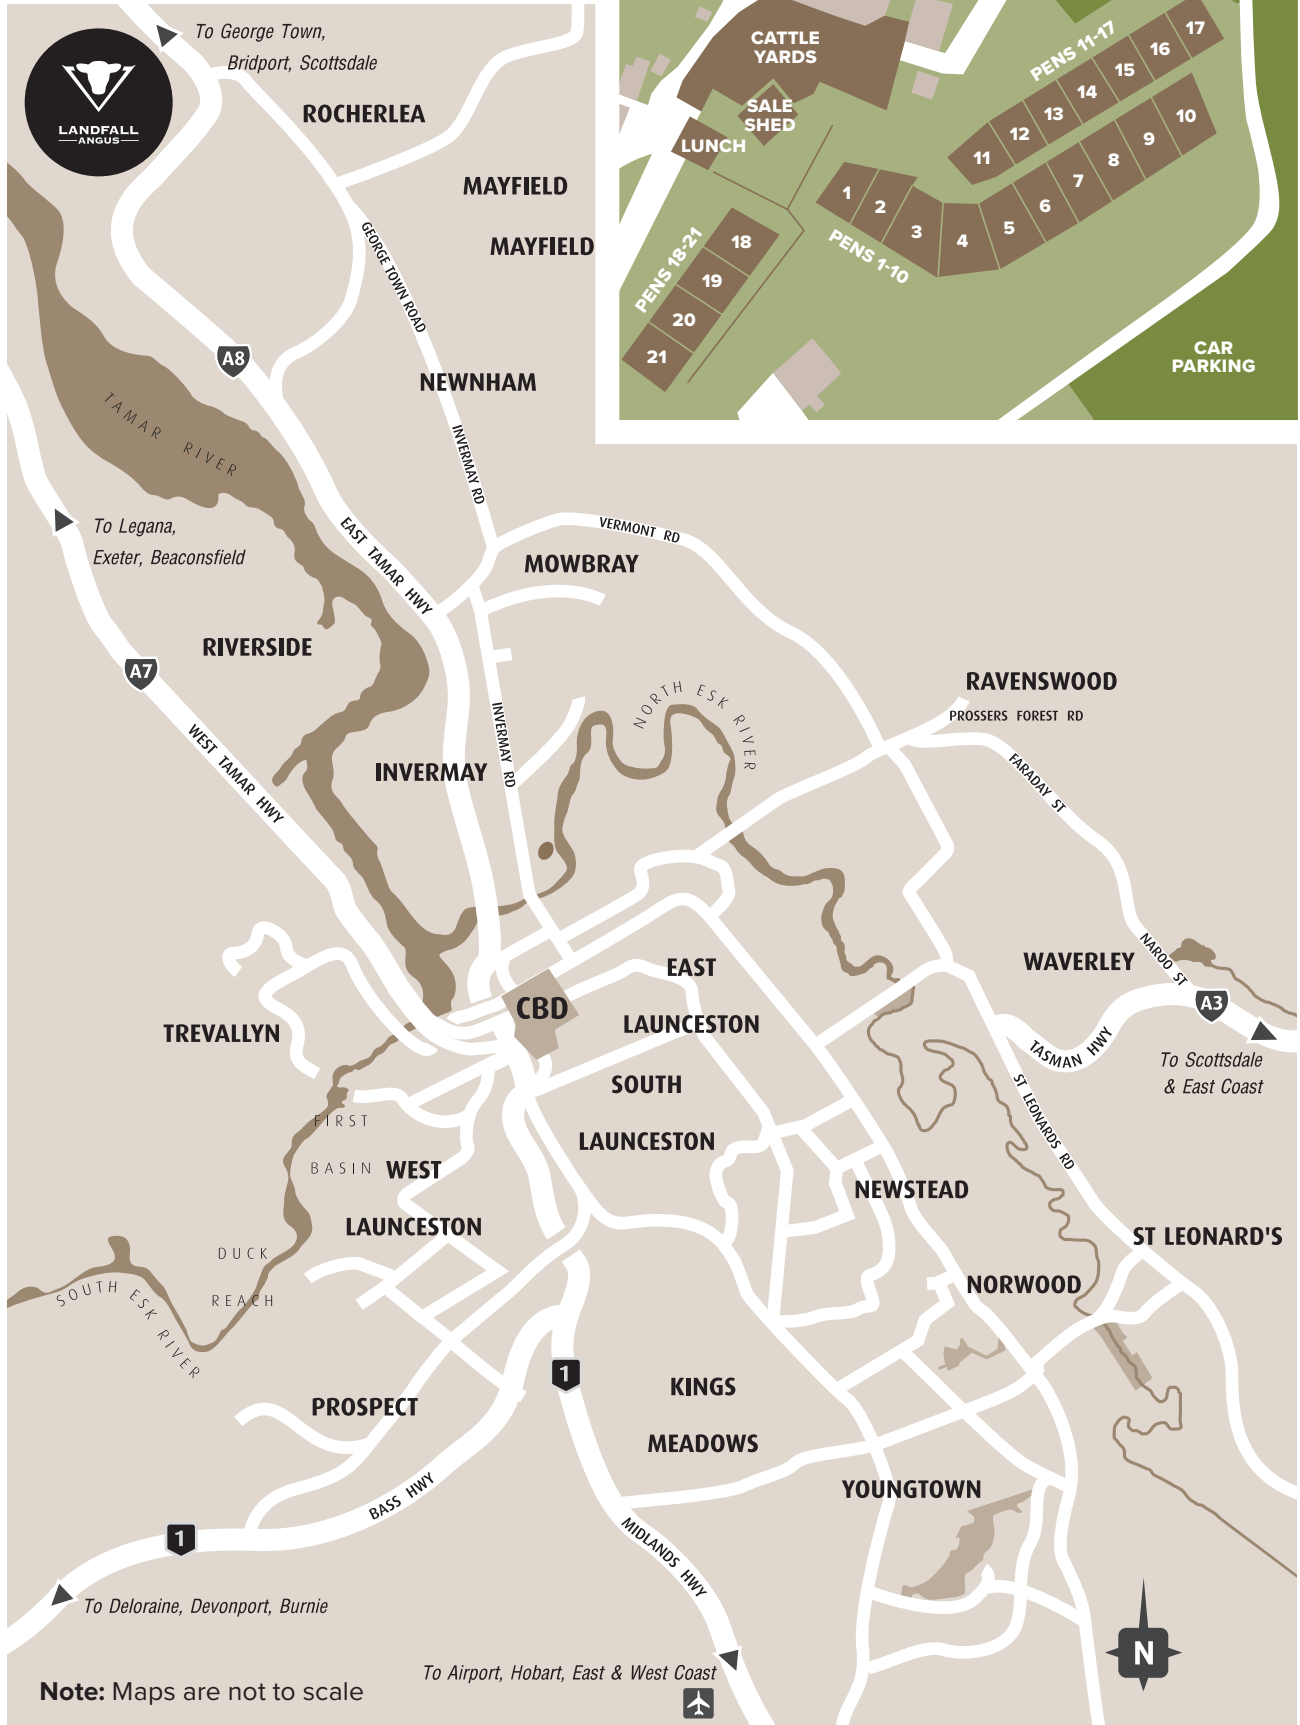 To George Town,
Bridport, Scottsdale
LANDFALL
ANGUS
ROCHERLEA
MAYFIELD
MAYFIELD
GEORGE TOWN ROAD
A8
NEWNHAM
TAMAR RIVER
INVERMAY RD
To Legana,
Exeter, Beaconsfield
EAST TAMAR HWY
VERMONT RD
MOWBRAY
RIVERSIDE
A7
RAVENSWOOD
PROSSERS FOREST RD
NORTH ESK RIVER
WEST TAMAR HWY
INVERMAY RD
INVERMAY
FARADAY ST
WAVERLEY
NAROO ST
A3
EAST
LAUNCESTON
CBD
TREVALLYN
TASMAN HWY
To Scottsdale
& East Coast
SOUTH
LAUNCESTON
ST LEONARDS RD
FIRST
BASIN
WEST
LAUNCESTON
NEWSTEAD
ST LEONARD'S
DUCK
REACH
SOUTH ESK RIVER
NORWOOD
1
KINGS
MEADOWS
PROSPECT
YOUNGTOWN
BASS HWY
1
MIDLANDS HWY
To Deloraine, Devonport, Burnie
To Airport, Hobart, East & West Coast
N
Note: Maps are not to scale
CATTLE
YARDS
SALE
SHED
LUNCH
PENS 11-17
11
12
13
14
15
16
17
PENS 1-10
1
2
3
4
5
6
7
8
9
10
PENS 18-21
18
19
20
21
CAR
PARKING